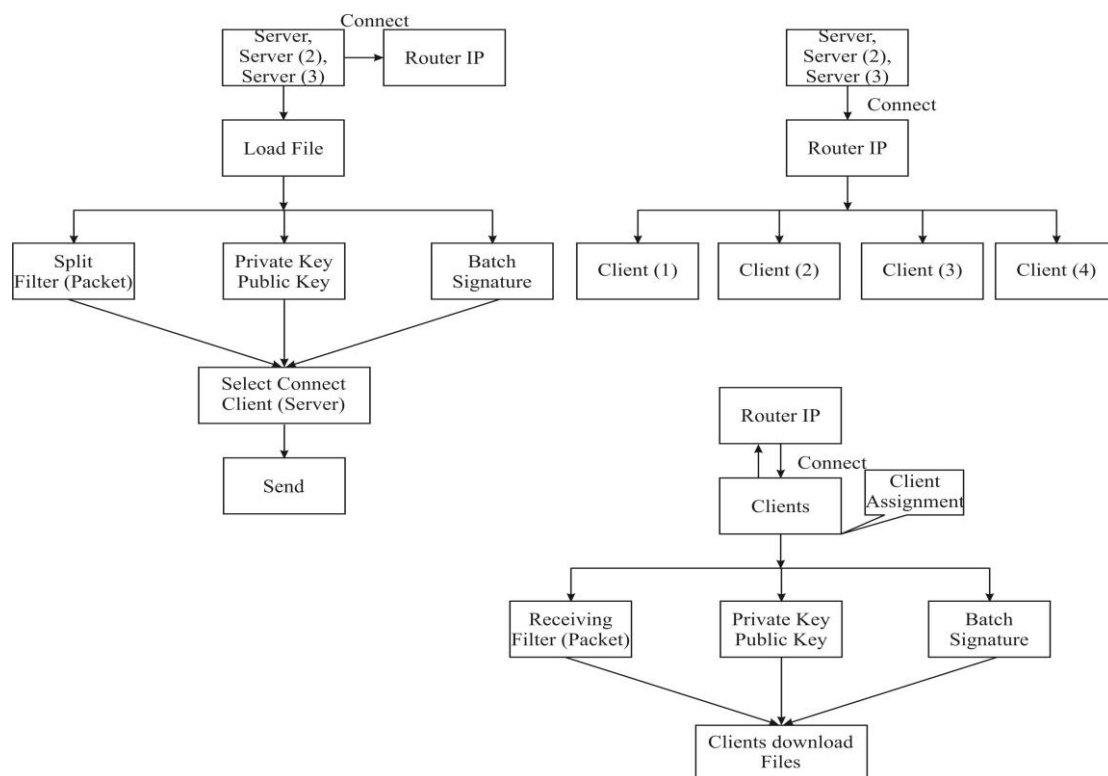 Connect
Server,
Server (2),
Server (3)
Router IP
Load File
Split
Filter (Packet)
Private Key
Public Key
Batch
Signature
Select Connect
Client (Server)
Send
Server,
Server (2),
Server (3)
Connect
Router IP
Client (1)
Client (2)
Client (3)
Client (4)
Router IP
Connect
Clients
Client
Assignment
Receiving
Filter (Packet)
Private Key
Public Key
Batch
Signature
Clients download
Files